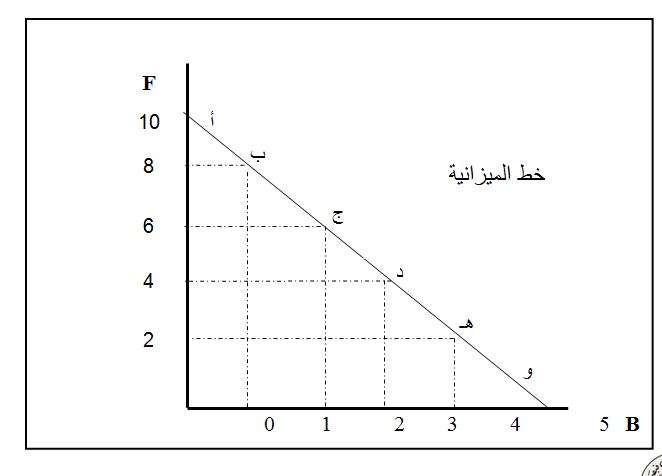 F
10 أ
8 ب
خط الميزانية
6 ج
4 د
2 هـ
و
0 1 2 3 4 5 B